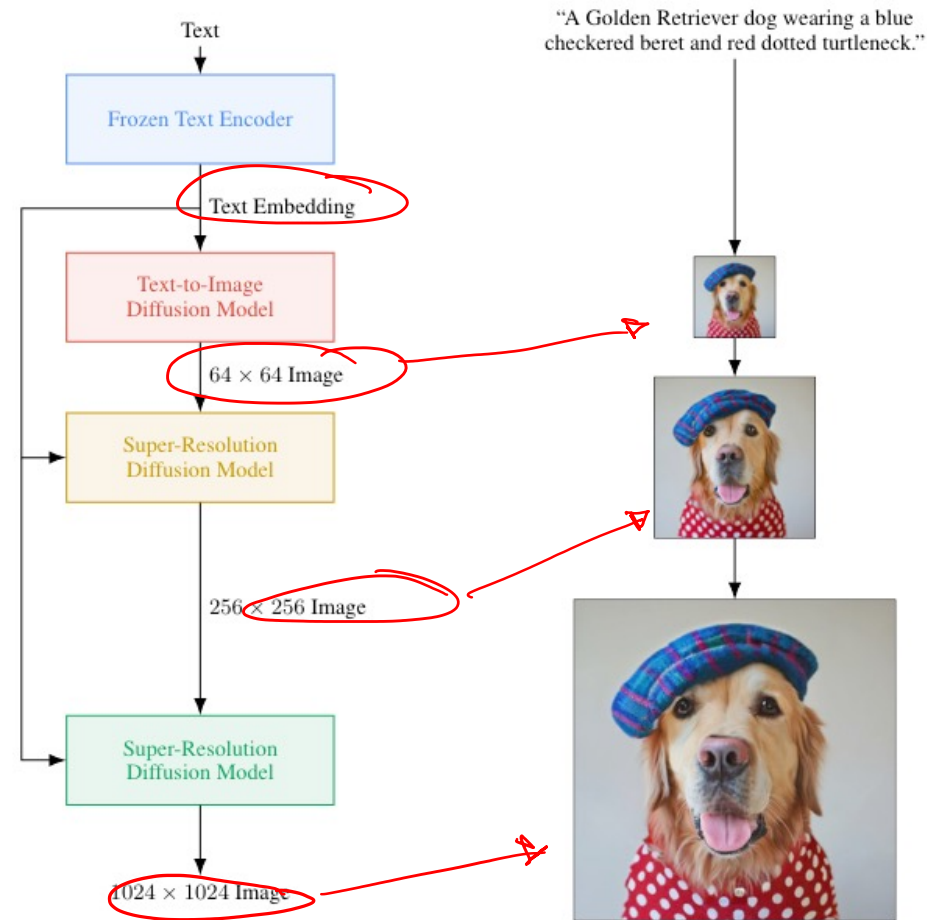 Text
Frozen Text Encoder
Text Embedding
Text-to-Image
Diffusion Model
64 × 64 Image
Super-Resolution
Diffusion Model
256 × 256 Image
Super-Resolution
Diffusion Model
1024 × 1024 Image
“A Golden Retriever dog wearing a blue
checkered beret and red dotted turtleneck.”